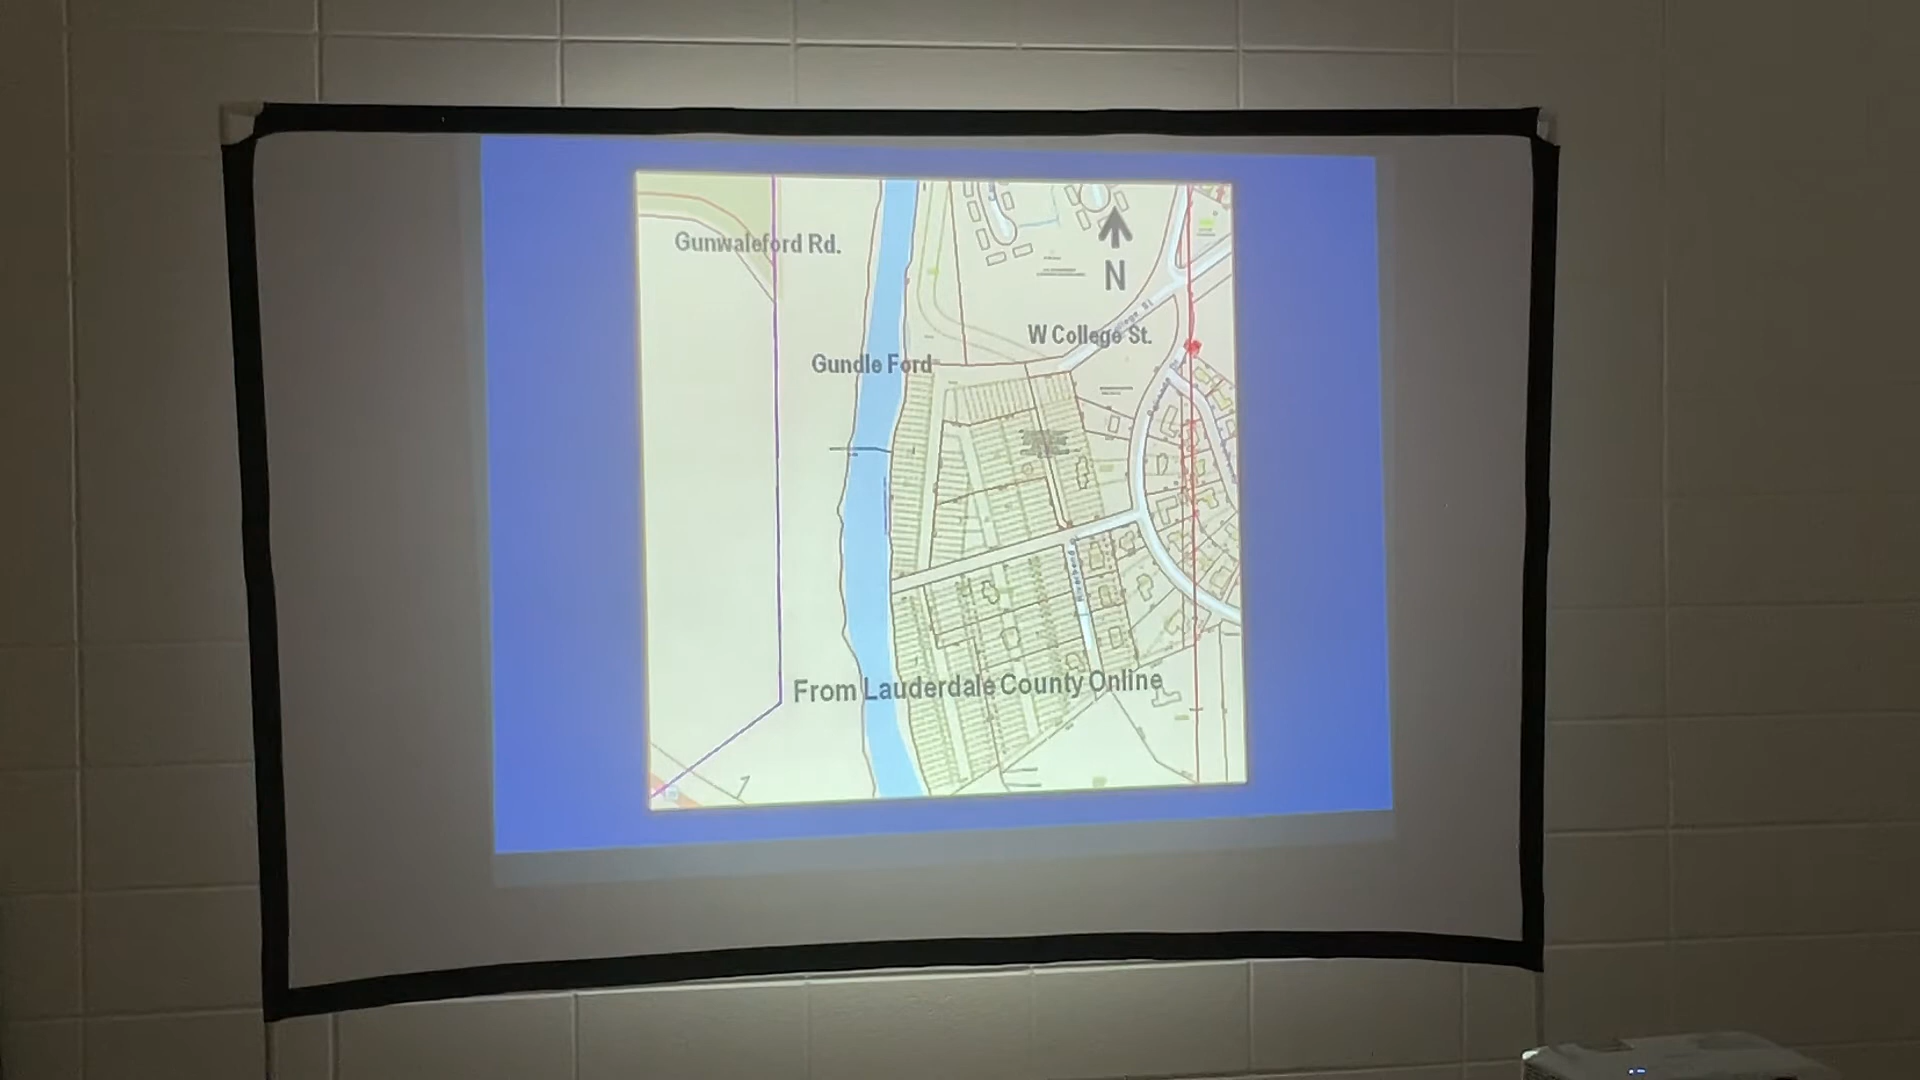 Gunwaleford Rd.
N
W College St.
Gundle Ford
From Lauderdale County Online